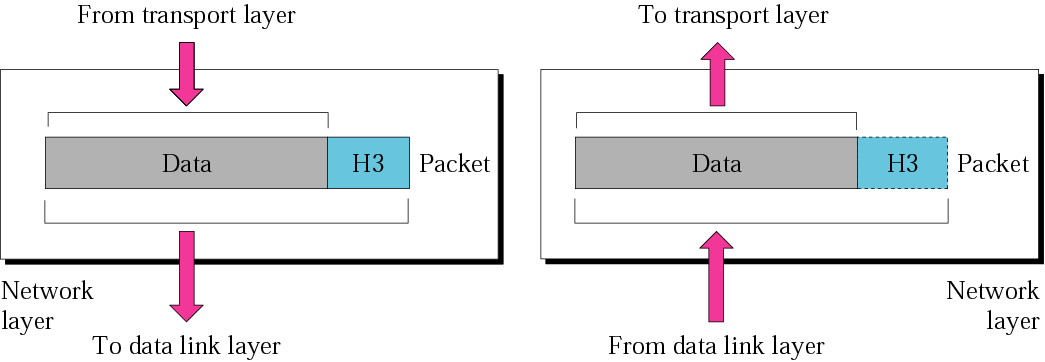 From transport layer
To transport layer
Data
H3
Packet
Data
H3
Packet
Network
layer
Network
layer
To data link layer
From data link layer